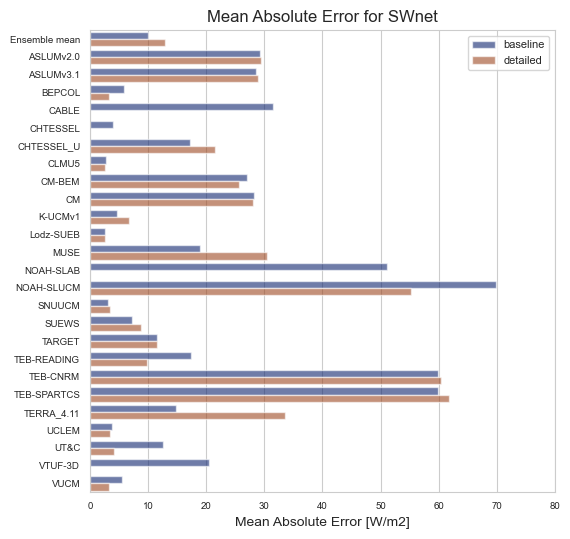 Mean Absolute Error for SWnet
baseline
detailed
Ensemble mean
ASLUMv2.0
ASLUMv3.1
BEPCOL
CABLE
CHTESSEL
CHTESSEL_U
CLMU5
CM-BEM
CM
K-UCMv1
Lodz-SUEB
MUSE
NOAH-SLAB
NOAH-SLUCM
SNUUCM
SUEWS
TARGET
TEB-READING
TEB-CNRM
TEB-SPARTCS
TERRA_4.11
UCLEM
UT&C
VTUF-3D
VUCM
0 10 20 30 40 50 60 70 80
Mean Absolute Error [W/m2]